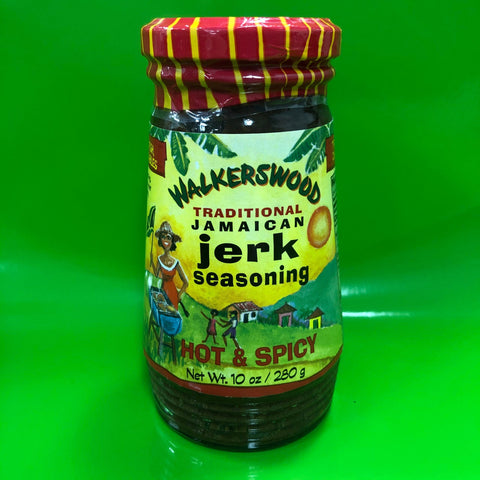 WALKERSWOOD
TRADITIONAL
JAMAICAN
jerk
seasoning
HOT & SPICY
Net Wt. 10 oz / 280 g